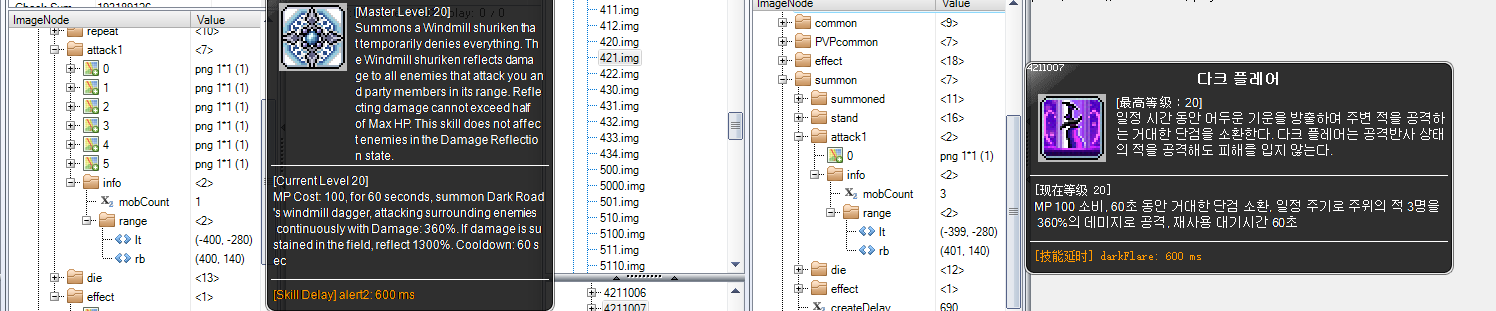 Check Sum 192189126
ImageNode Value
repeat <10>
attack1 <7>
0 png 1*1 (1)
1 png 1*1 (1)
2 png 1*1 (1)
3 png 1*1 (1)
4 png 1*1 (1)
5 png 1*1 (1)
info <2>
mobCount 1
range <2>
lt (-400, -280)
rb (400, 140)
die <13>
effect <1>
[Master Level: 20]
Summons a Windmill shuriken tha
t temporarily denies everything. Th
e Windmill shuriken reflects dama
ge to all enemies that attack you an
d party members in its range. Refle
cting damage cannot exceed half
of Max HP. This skill does not affec
t enemies in the Damage Reflectio
n state.
[Current Level 20]
MP Cost: 100, for 60 seconds, summon Dark Road
's windmill dagger, attacking surrounding enemies
continuously with Damage: 360%. If damage is su
stained in the field, reflect 1300%. Cooldown: 60 s
ec
[Skill Delay] alert2: 600 ms
411.img
412.img
420.img
421.img
422.img
430.img
431.img
432.img
433.img
434.img
5000.img
501.img
5100.img
511.img
5110.img
4211006
4211007
ImageNode Value
common <9>
PVPcommon <7>
effect <18>
summon <7>
summoned <11>
stand <16>
attack1 <2>
0 png 1*1 (1)
info <2>
mobCount 3
range <2>
lt (-399, -280)
rb (401, 140)
die <12>
effect <1>
createDelay 690
4211007
다크 플레어
[最高等级：20]
일정 시간 동안 어두운 기운을 방출하며 주변 적을 공격하
는 거대한 단검을 소환한다. 다크 플레어는 공격반사 상태
의 적을 공격해도 피해를 입지 않는다.
[现在等级 20]
MP 100 소비, 60초 동안 거대한 단검 소환, 일정 주기로 주위의 적 3명을
360%의 데미지로 공격, 재사용 대기시간 60초
[技能延时] darkFlare: 600 ms